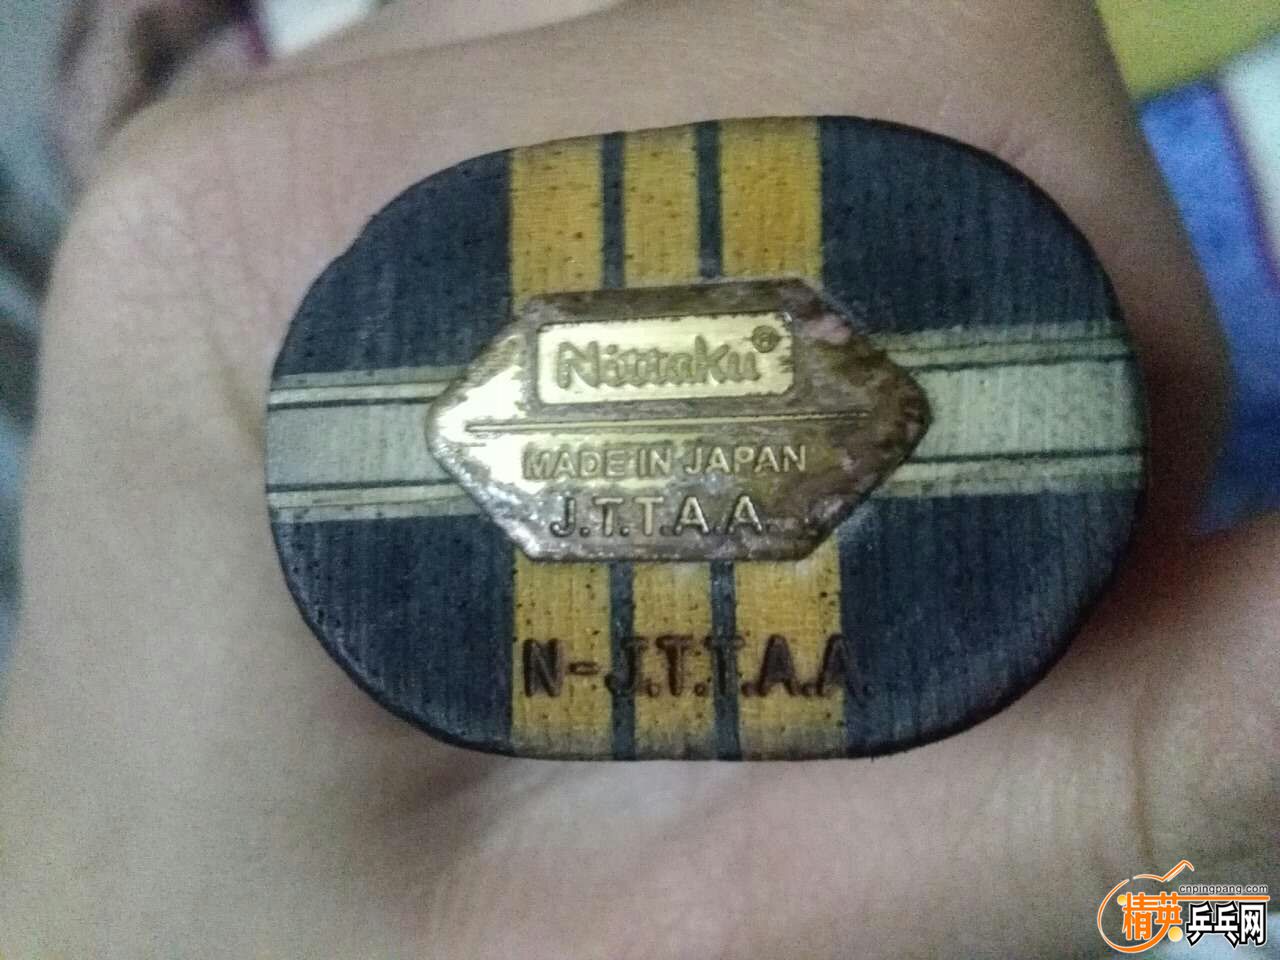 Nittaku®
MADE IN JAPAN
J.T.T.A.A.
N-J.T.T.A.A.
cnpingpang.com
精英乒乓网